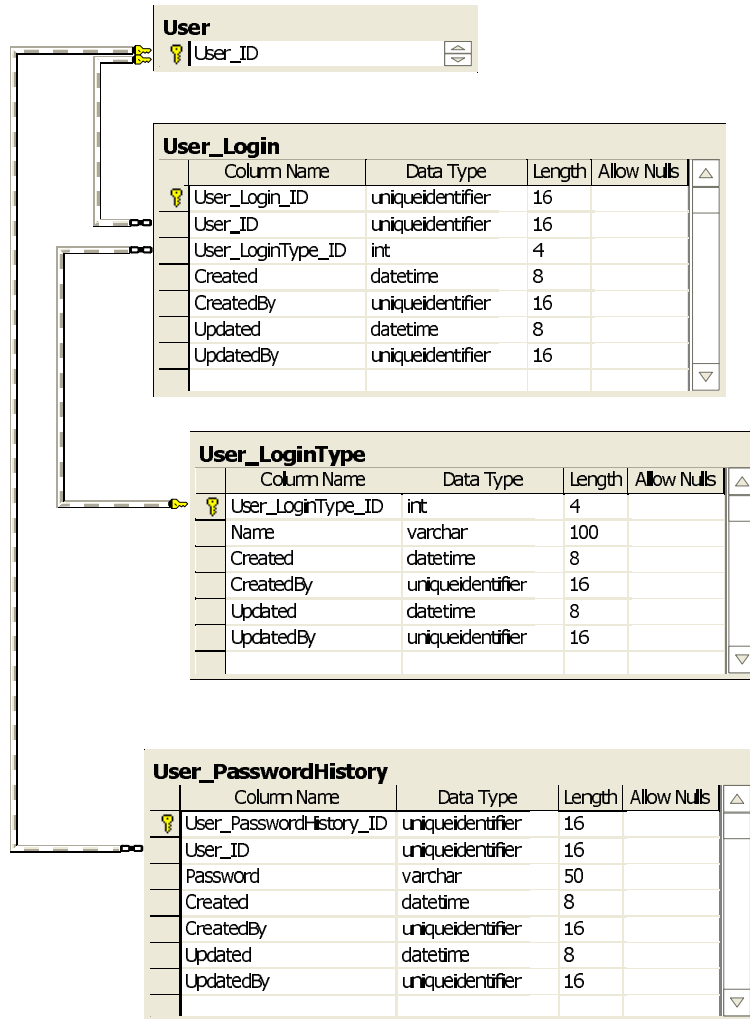 User
User_ID
User_Login
Column Name Data Type Length Allow Nulls
User_Login_ID uniqueidentifier 16
User_ID uniqueidentifier 16
User_LoginType_ID int 4
Created datetime 8
CreatedBy uniqueidentifier 16
Updated datetime 8
UpdatedBy uniqueidentifier 16
User_LoginType
Column Name Data Type Length Allow Nulls
User_LoginType_ID int 4
Name varchar 100
Created datetime 8
CreatedBy uniqueidentifier 16
Updated datetime 8
UpdatedBy uniqueidentifier 16
User_PasswordHistory
Column Name Data Type Length Allow Nulls
User_PasswordHistory_ID uniqueidentifier 16
User_ID uniqueidentifier 16
Password varchar 50
Created datetime 8
CreatedBy uniqueidentifier 16
Updated datetime 8
UpdatedBy uniqueidentifier 16